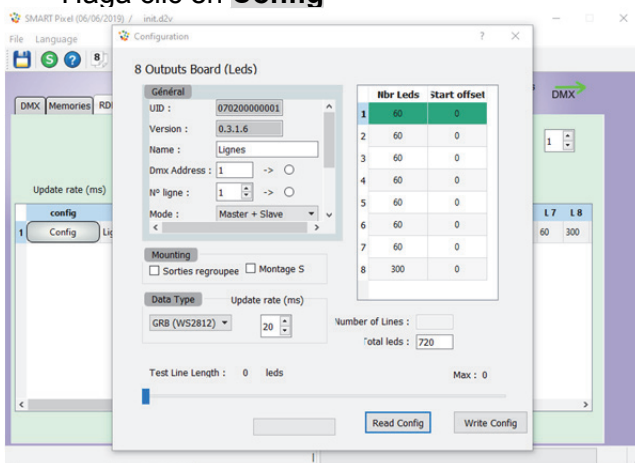 Haga clic en Config
SMART Pixel (06/06/2019) / init.d2v
File Language
Configuration
? ×
S ? 8
8 Outputs Board (Leds)
DMX
DMX Memories RD
Général
UID : 070200000001
Version : 0.3.1.6
Name : Lignes
Dmx Address : 1 ->
N° ligne : 1 ->
Mode : Master + Slave
Nbr Leds Start offset
1 60 0
2 60 0
3 60 0
4 60 0
5 60 0
6 60 0
7 60 0
8 300 0
1
Update rate (ms)
config L 7 L 8
1 Config Lig 60 300
Mounting
Sorties regroupee Montage S
Data Type Update rate (ms)
GRB (WS2812) 20
Number of Lines :
Total leds : 720
Test Line Length : 0 leds Max : 0
Read Config Write Config